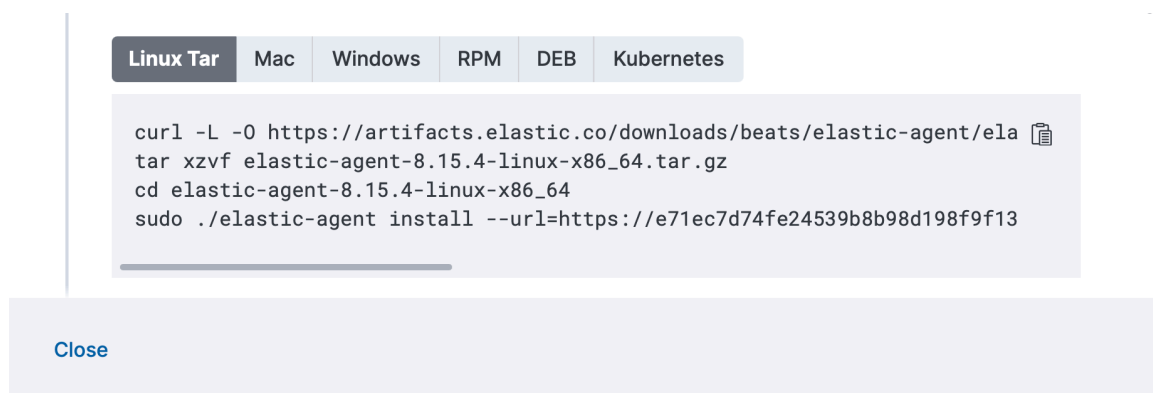 Linux Tar Mac Windows RPM DEB Kubernetes
curl -L -O https://artifacts.elastic.co/downloads/beats/elastic-agent/ela
tar xzvf elastic-agent-8.15.4-linux-x86_64.tar.gz
cd elastic-agent-8.15.4-linux-x86_64
sudo ./elastic-agent install --url=https://e71ec7d74fe24539b8b98d198f9f13
Close